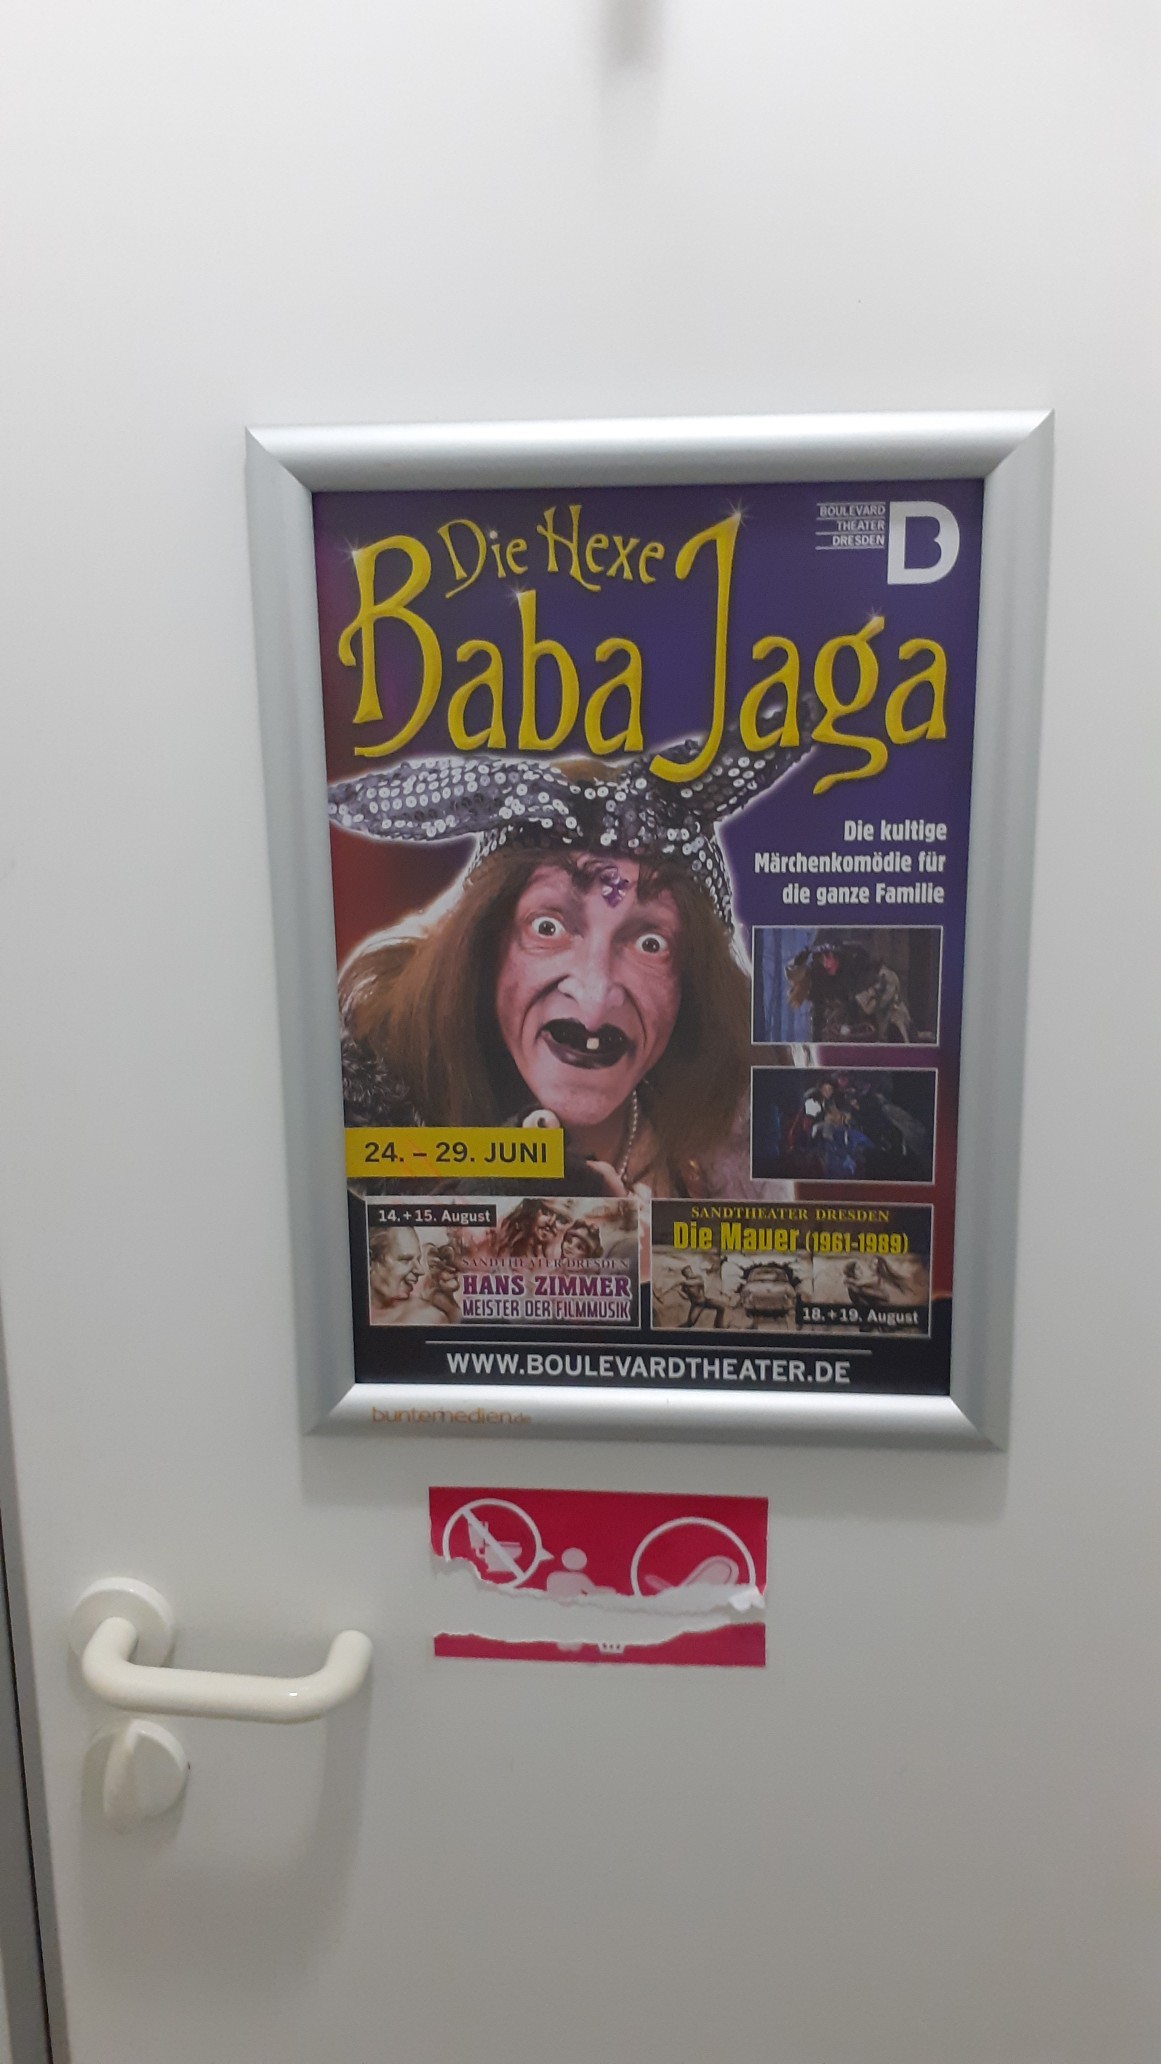 Die Hexe
Baba Jaga
BOULEVARD
THEATER
DRESDEN
B
Die kultige
Märchenkomödie für
die ganze Familie
24. – 29. JUNI
14. + 15. August
SANDTHEATER DRESDEN
HANS ZIMMER
MEISTER DER FILMMUSIK
SANDTHEATER DRESDEN
Die Mauer (1961-1989)
18. + 19. August
WWW.BOULEVARDTHEATER.DE
buntemedien.de